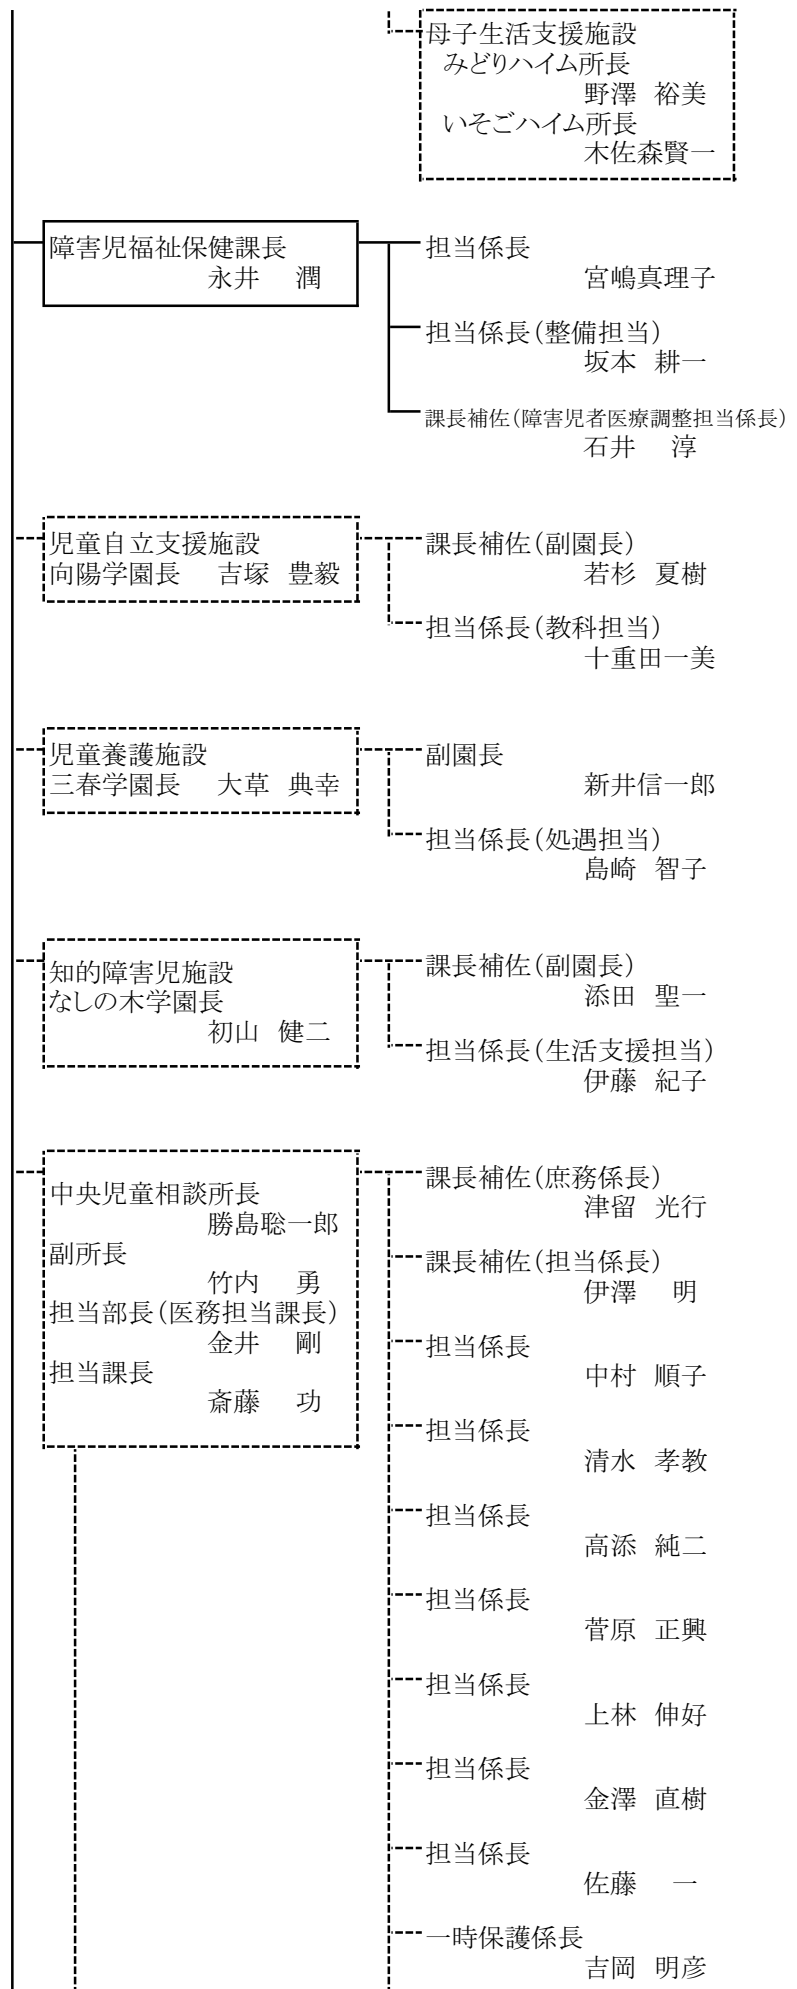 母子生活支援施設
みどりハイム所長
野澤 裕美
いそごハイム所長
木佐森賢一
障害児福祉保健課長
永井 潤
担当係長
宮嶋真理子
担当係長(整備担当)
坂本 耕一
課長補佐(障害児者医療調整担当係長)
石井 淳
児童自立支援施設
向陽学園長 吉塚 豊毅
課長補佐(副園長)
若杉 夏樹
担当係長(教科担当)
十重田一美
児童養護施設
三春学園長 大草 典幸
副園長
新井信一郎
担当係長(処遇担当)
島崎 智子
知的障害児施設
なしの木学園長
初山 健二
課長補佐(副園長)
添田 聖一
担当係長(生活支援担当)
伊藤 紀子
中央児童相談所長
勝島聡一郎
副所長
竹内 勇
担当部長(医務担当課長)
金井 剛
担当課長
斎藤 功
課長補佐(庶務係長)
津留 光行
課長補佐(担当係長)
伊澤 明
担当係長
中村 順子
担当係長
清水 孝教
担当係長
高添 純二
担当係長
菅原 正興
担当係長
上林 伸好
担当係長
金澤 直樹
担当係長
佐藤 一
一時保護係長
吉岡 明彦